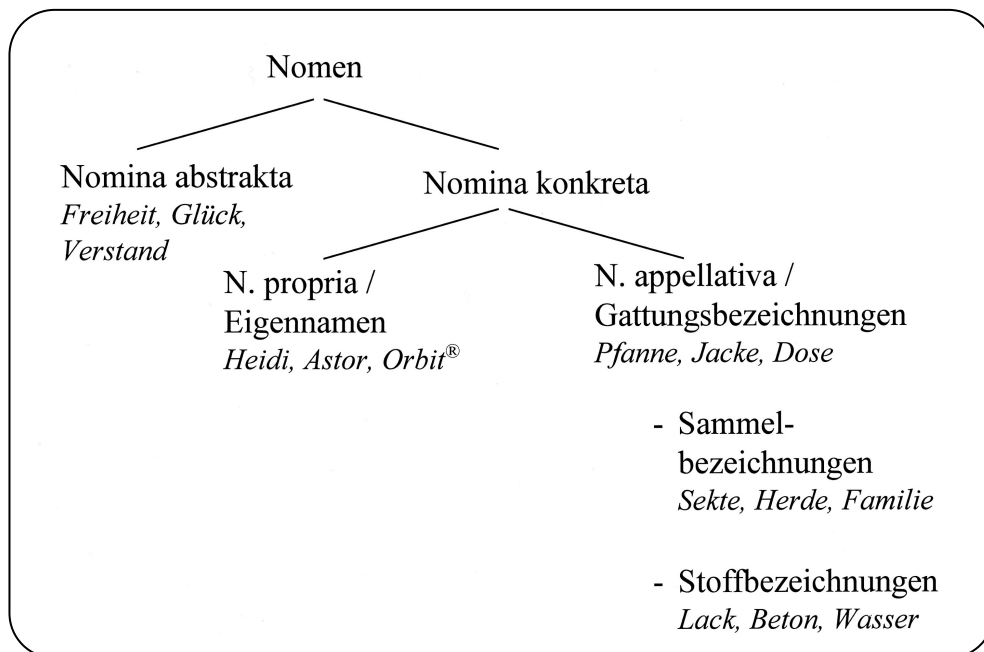 Nomen
Nomina abstrakta
Freiheit, Glück,
Verstand
Nomina konkreta
N. propria /
Eigennamen
Heidi, Astor, Orbit®
N. appellativa /
Gattungsbezeichnungen
Pfanne, Jacke, Dose
- Sammel-
bezeichnungen
Sekte, Herde, Familie
- Stoffbezeichnungen
Lack, Beton, Wasser